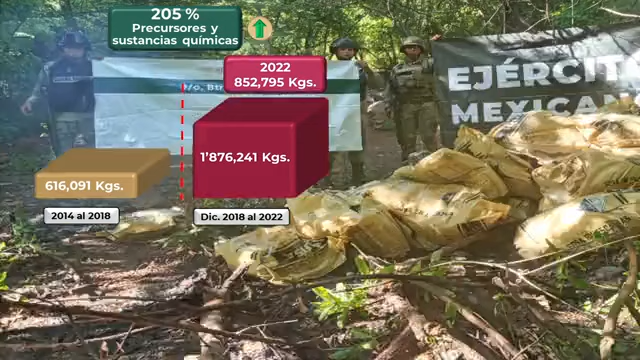 205 %
Precursores y
sustancias químicas
2022
852,795 Kgs.
1'876,241 Kgs.
616,091 Kgs.
2014 al 2018
Dic. 2018 al 2022
EJÉRCITO
MEXICAN